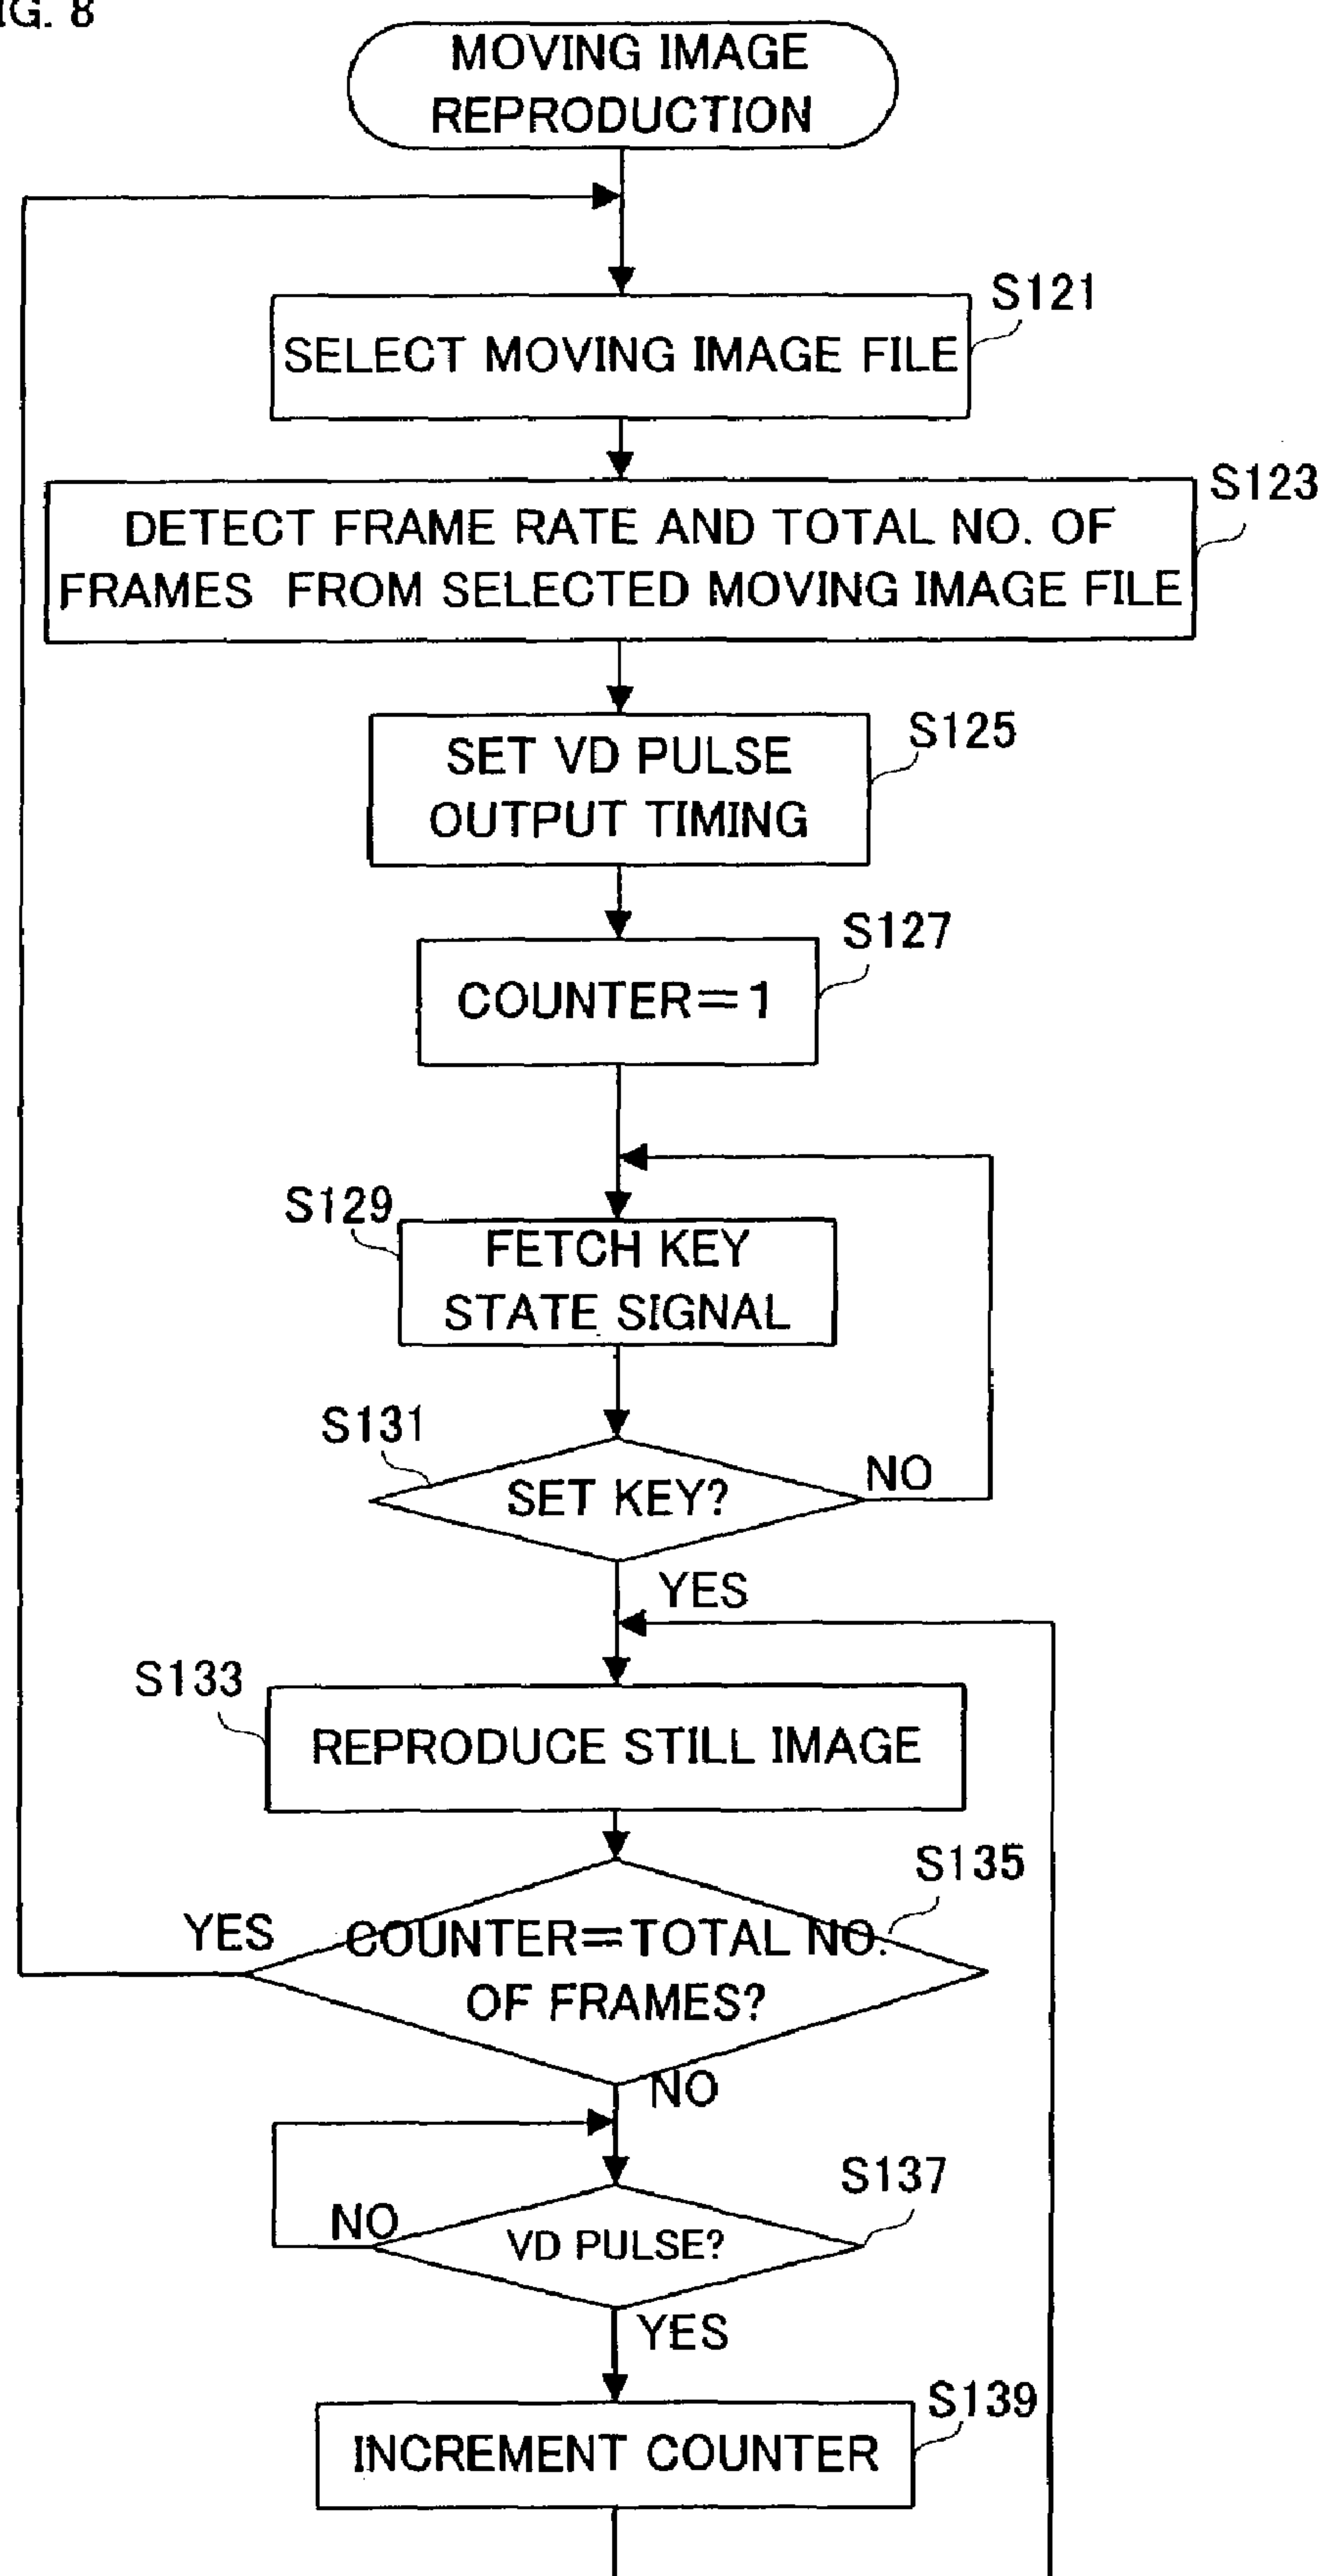 IG. 8
MOVING IMAGE
REPRODUCTION
S121
SELECT MOVING IMAGE FILE
S123
DETECT FRAME RATE AND TOTAL NO. OF
FRAMES FROM SELECTED MOVING IMAGE FILE
S125
SET VD PULSE
OUTPUT TIMING
S127
COUNTER=1
S129
FETCH KEY
STATE SIGNAL
S131
SET KEY?
NO
YES
S133
REPRODUCE STILL IMAGE
S135
YES
COUNTER=TOTAL NO.
OF FRAMES?
NO
S137
NO
VD PULSE?
YES
S139
INCREMENT COUNTER